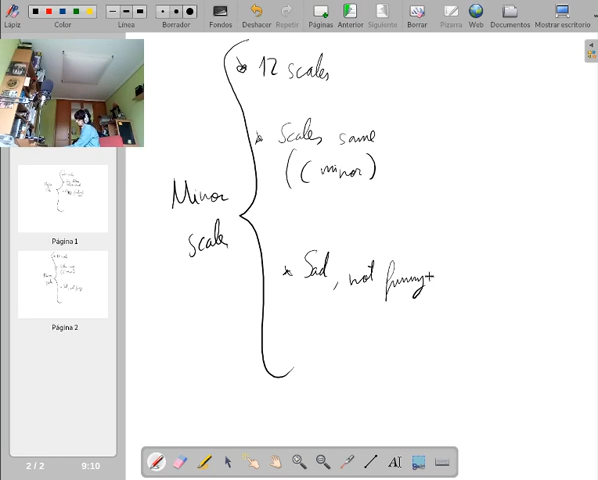 Lápiz Color Línea Borrador Fondos Deshacer Repetir Páginas Anterior Siguiente Borrar Pizarra Web Documentos Mostrar escritorio
* 12 scales
* Scales same
(C minor)
Minor
scale
* Sad, not funny+
Página 1
Página 2
2 / 2 9:10
AI